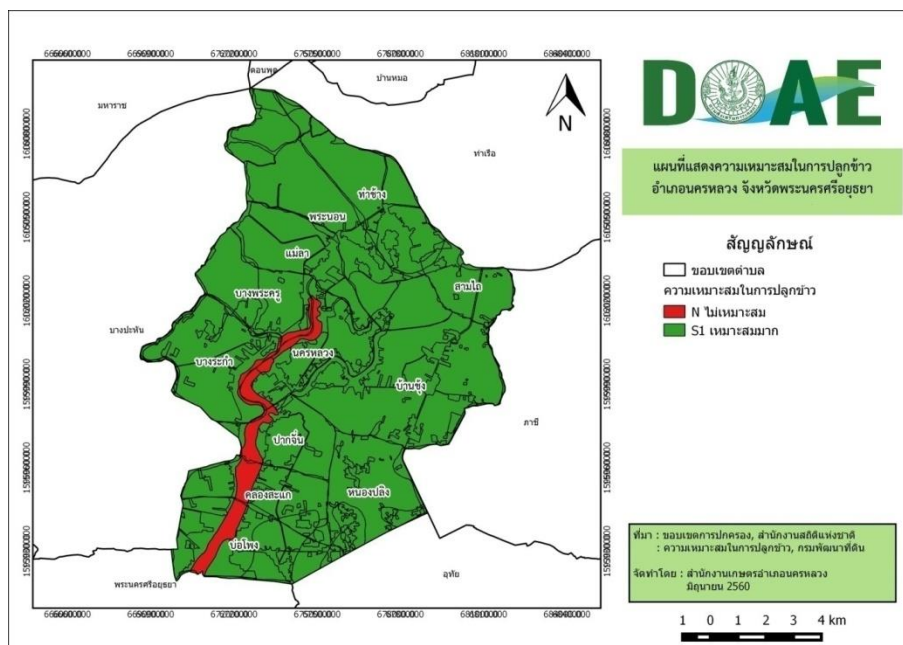 DOAE
แผนที่แสดงความเหมาะสมในการปลูกข้าว
อำเภอนครหลวง จังหวัดพระนครศรีอยุธยา
สัญญลักษณ์
ขอบเขตตำบล
ความเหมาะสมในการปลูกข้าว
N ไม่เหมาะสม
S1 เหมาะสมมาก
ดอนพุด
บ้านหมอ
มหาราช
N
ท่าเรือ
ท่าช้าง
พระนอน
แม่ลา
สามไถ
บางพระครู
บางปะหัน
นครหลวง
บางระกำ
บ้านชุ้ง
ภาชี
ปากจั่น
คลองสะแก
หนองปลิง
บ่อโพง
อุทัย
พระนครศรีอยุธยา
ที่มา : ขอบเขตการปกครอง, สำนักงานสถิติแห่งชาติ
: ความเหมาะสมในการปลูกข้าว, กรมพัฒนาที่ดิน
จัดทำโดย : สำนักงานเกษตรอำเภอนครหลวง
มิถุนายน 2560
1 0 1 2 3 4 km